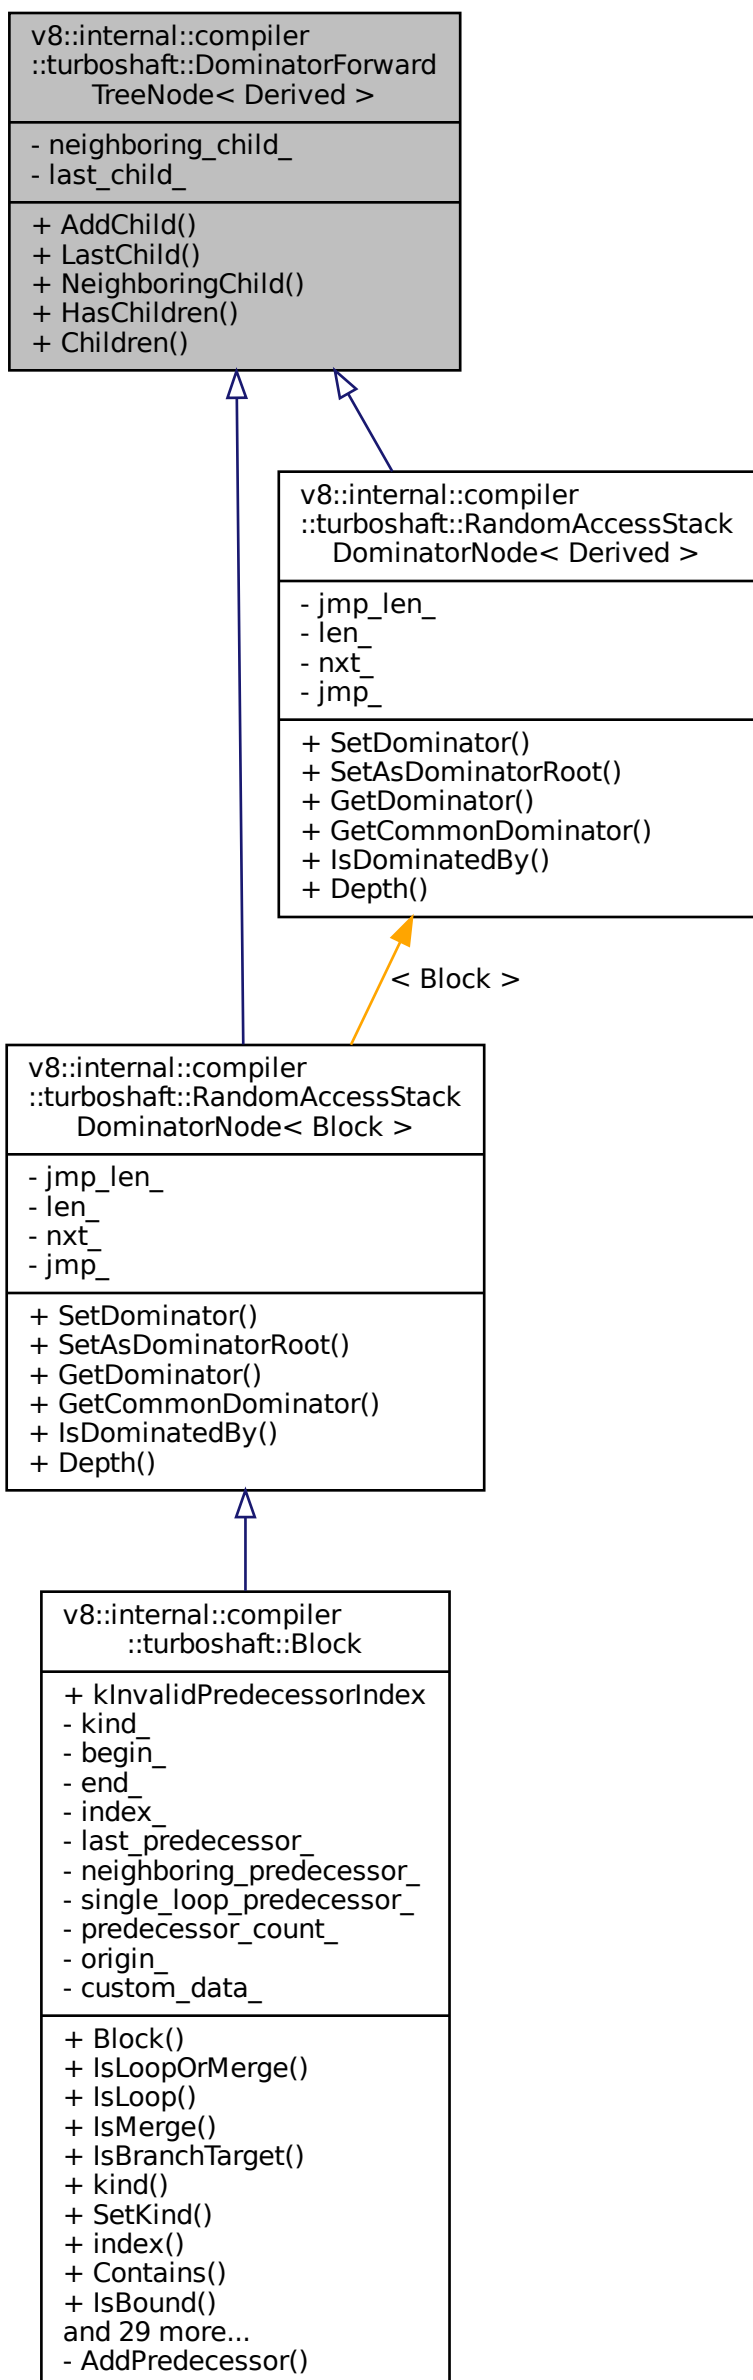 v8::internal::compiler
::turboshaft::DominatorForward
TreeNode< Derived >
- neighboring_child_
- last_child_
+ AddChild()
+ LastChild()
+ NeighboringChild()
+ HasChildren()
+ Children()
v8::internal::compiler
::turboshaft::RandomAccessStack
DominatorNode< Derived >
- jmp_len_
- len_
- nxt_
- jmp_
+ SetDominator()
+ SetAsDominatorRoot()
+ GetDominator()
+ GetCommonDominator()
+ IsDominatedBy()
+ Depth()
< Block >
v8::internal::compiler
::turboshaft::RandomAccessStack
DominatorNode< Block >
- jmp_len_
- len_
- nxt_
- jmp_
+ SetDominator()
+ SetAsDominatorRoot()
+ GetDominator()
+ GetCommonDominator()
+ IsDominatedBy()
+ Depth()
v8::internal::compiler
::turboshaft::Block
+ kInvalidPredecessorIndex
- kind_
- begin_
- end_
- index_
- last_predecessor_
- neighboring_predecessor_
- single_loop_predecessor_
- predecessor_count_
- origin_
- custom_data_
+ Block()
+ IsLoopOrMerge()
+ IsLoop()
+ IsMerge()
+ IsBranchTarget()
+ kind()
+ SetKind()
+ index()
+ Contains()
+ IsBound()
and 29 more...
- AddPredecessor()